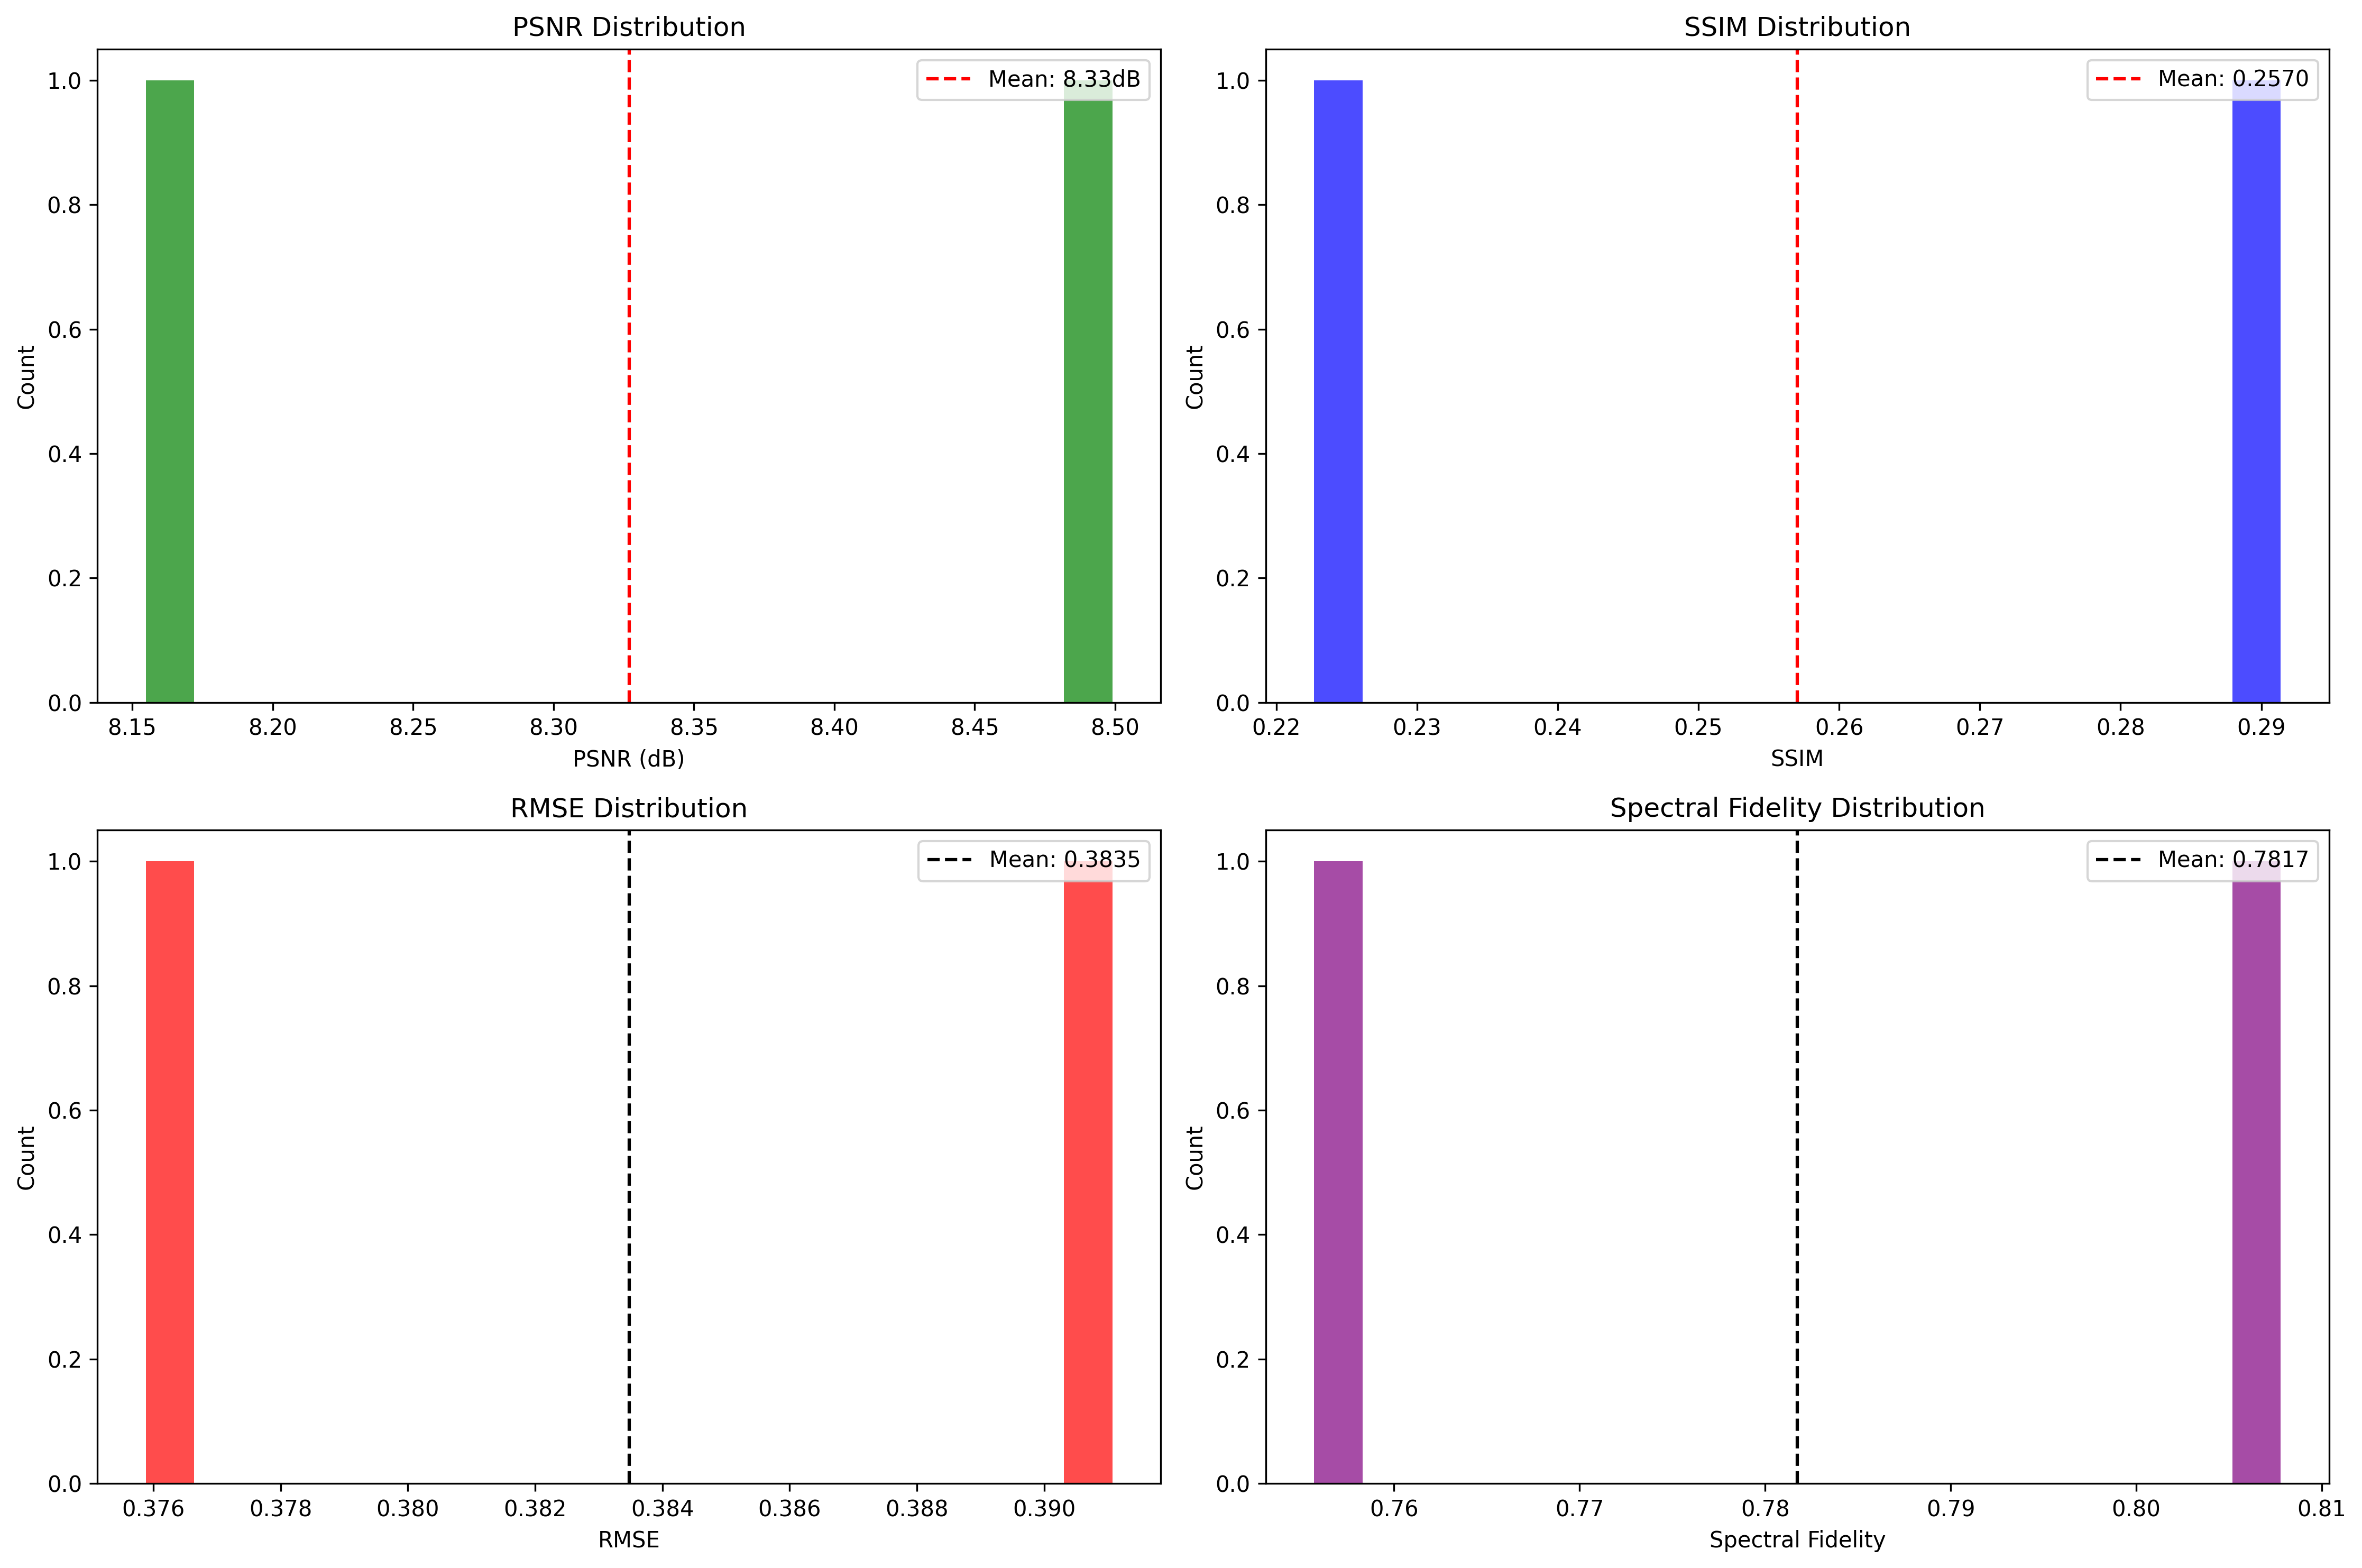 PSNR Distribution
Mean: 8.33dB
Count
1.0
0.8
0.6
0.4
0.2
0.0
8.15 8.20 8.25 8.30 8.35 8.40 8.45 8.50
PSNR (dB)
SSIM Distribution
Mean: 0.2570
Count
1.0
0.8
0.6
0.4
0.2
0.0
0.22 0.23 0.24 0.25 0.26 0.27 0.28 0.29
SSIM
RMSE Distribution
Mean: 0.3835
Count
1.0
0.8
0.6
0.4
0.2
0.0
0.376 0.378 0.380 0.382 0.384 0.386 0.388 0.390
RMSE
Spectral Fidelity Distribution
Mean: 0.7817
Count
1.0
0.8
0.6
0.4
0.2
0.0
0.76 0.77 0.78 0.79 0.80 0.81
Spectral Fidelity